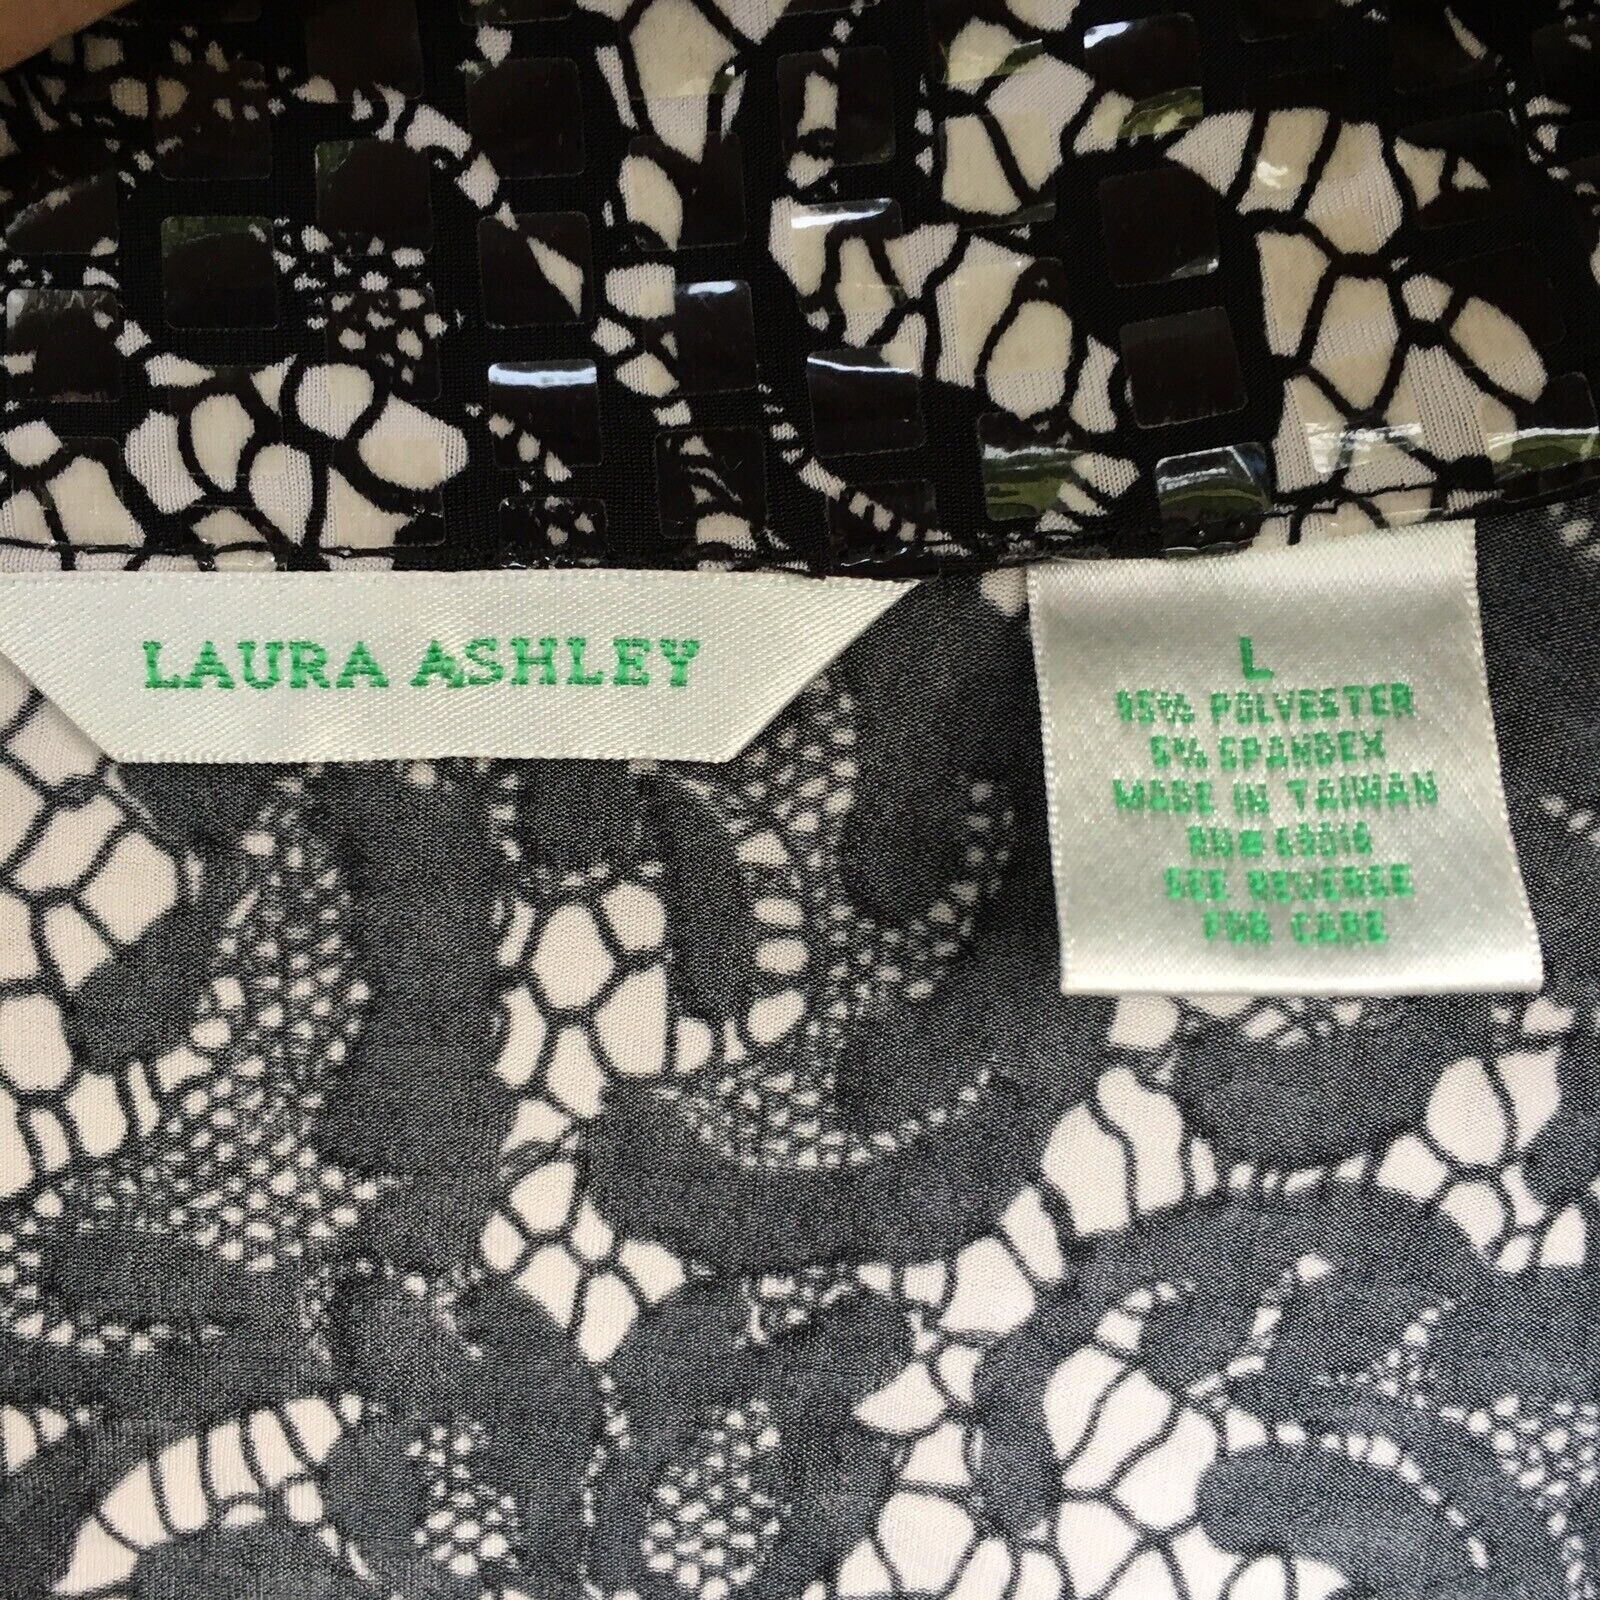 LAURA ASHLEY
L
95% POLYESTER
5% SPANDEX
MADE IN TAIWAN
SEE REVERSE
FOR CARE